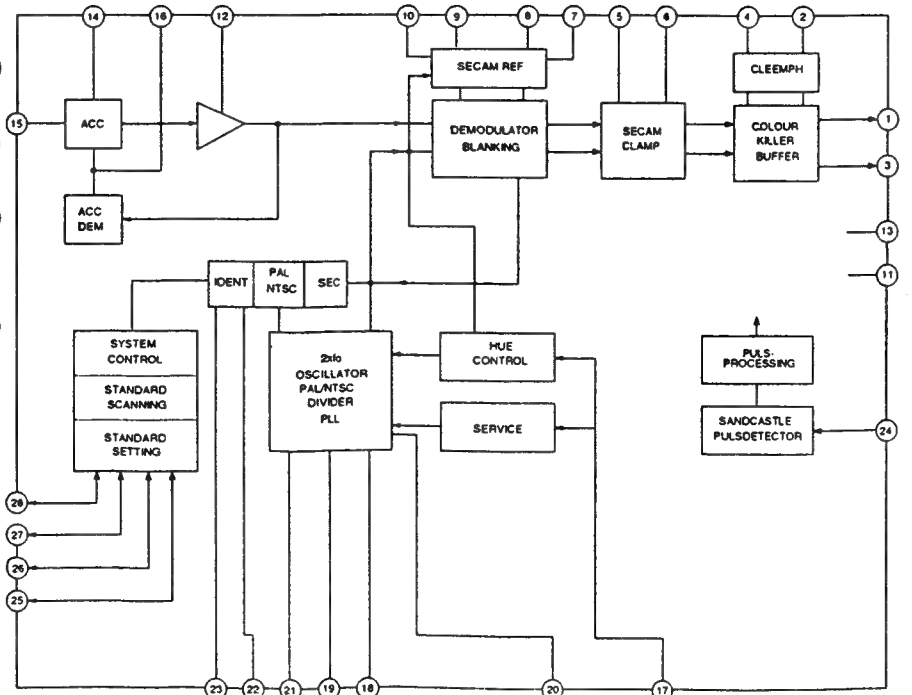 14
16
12
10
9
8
7
5
6
4
2
SECAM REF
CLEEMPH
15
ACC
DEMODULATOR
BLANKING
SECAM
CLAMP
COLOUR
KILLER
BUFFER
1
3
ACC
DEM
13
11
IDENT
PAL
NTSC
SEC
SYSTEM
CONTROL
STANDARD
SCANNING
STANDARD
SETTING
2xfo
OSCILLATOR
PAL/NTSC
DIVIDER
PLL
HUE
CONTROL
SERVICE
PULS-
PROCESSING
SANDCASTLE
PULSDETECTOR
24
28
27
26
25
23
22
21
19
18
20
17